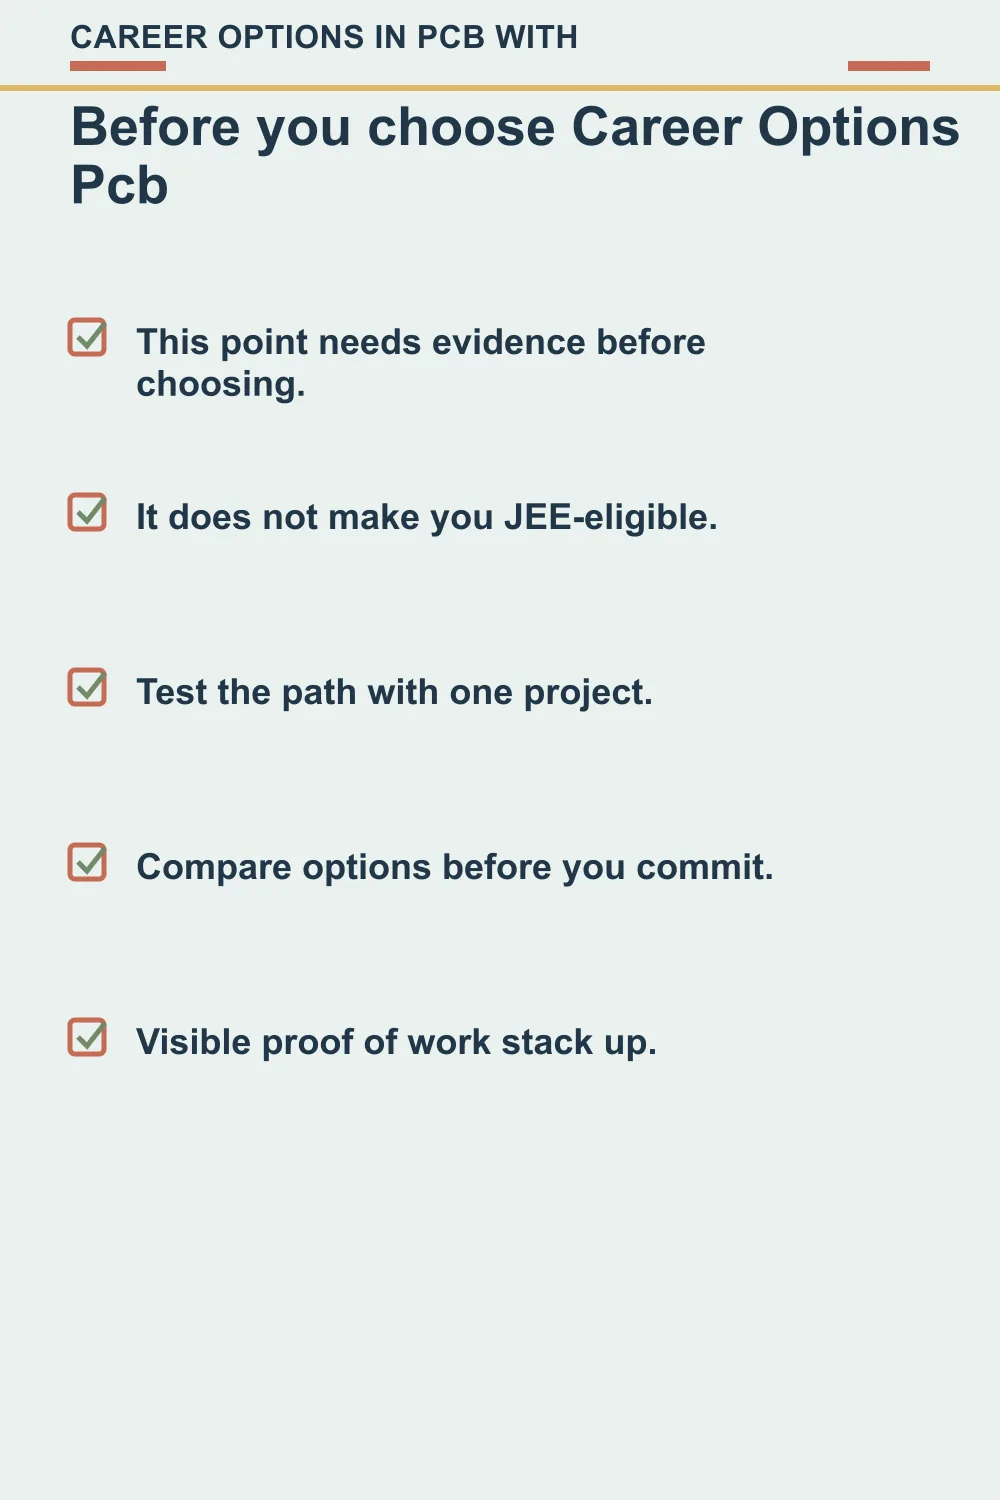 CAREER OPTIONS IN PCB WITH
Before you choose Career Options
Pcb
This point needs evidence before
choosing.
It does not make you JEE-eligible.
Test the path with one project.
Compare options before you commit.
Visible proof of work stack up.